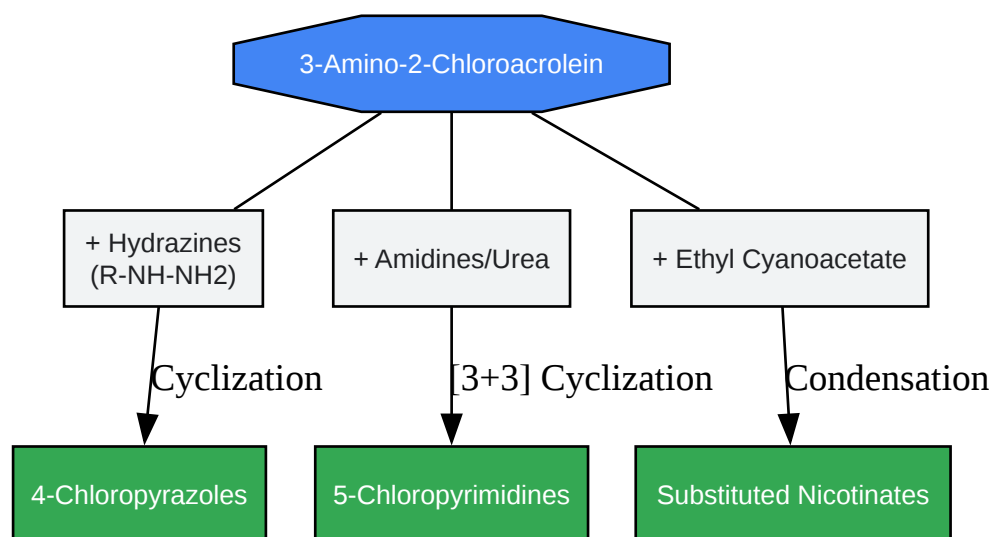 3-Amino-2-Chloroacrolein
+ Hydrazines
(R-NH-NH2)
+ Amidines/Urea
+ Ethyl Cyanoacetate
Cyclization
[3+3] Cyclization
Condensation
4-Chloropyrazoles
5-Chloropyrimidines
Substituted Nicotinates